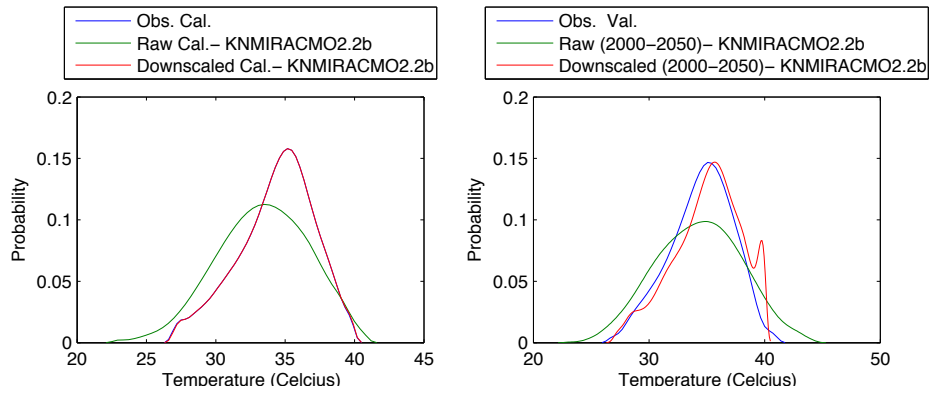 Obs. Cal.
Raw Cal.− KNMIRACMO2.2b
Downscaled Cal.− KNMIRACMO2.2b
0.2
0.15
0.1
0.05
0
20 25 30 35 40 45
Probability
Temperature (Celcius)
Obs. Val.
Raw (2000−2050)− KNMIRACMO2.2b
Downscaled (2000−2050)− KNMIRACMO2.2b
0.2
0.15
0.1
0.05
0
20 30 40 50
Probability
Temperature (Celcius)